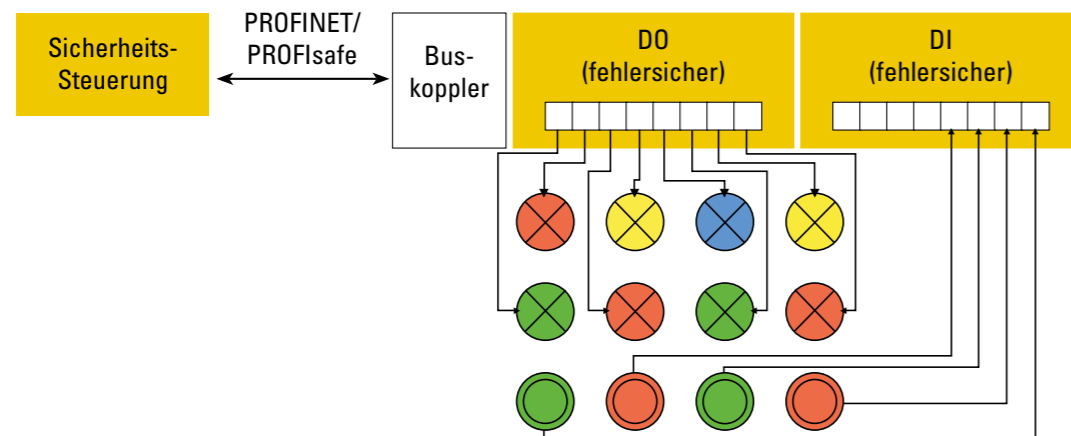 Sicherheits-
Steuerung
PROFINET/
PROFIsafe
Bus-
koppler
DO
(fehlersicher)
DI
(fehlersicher)